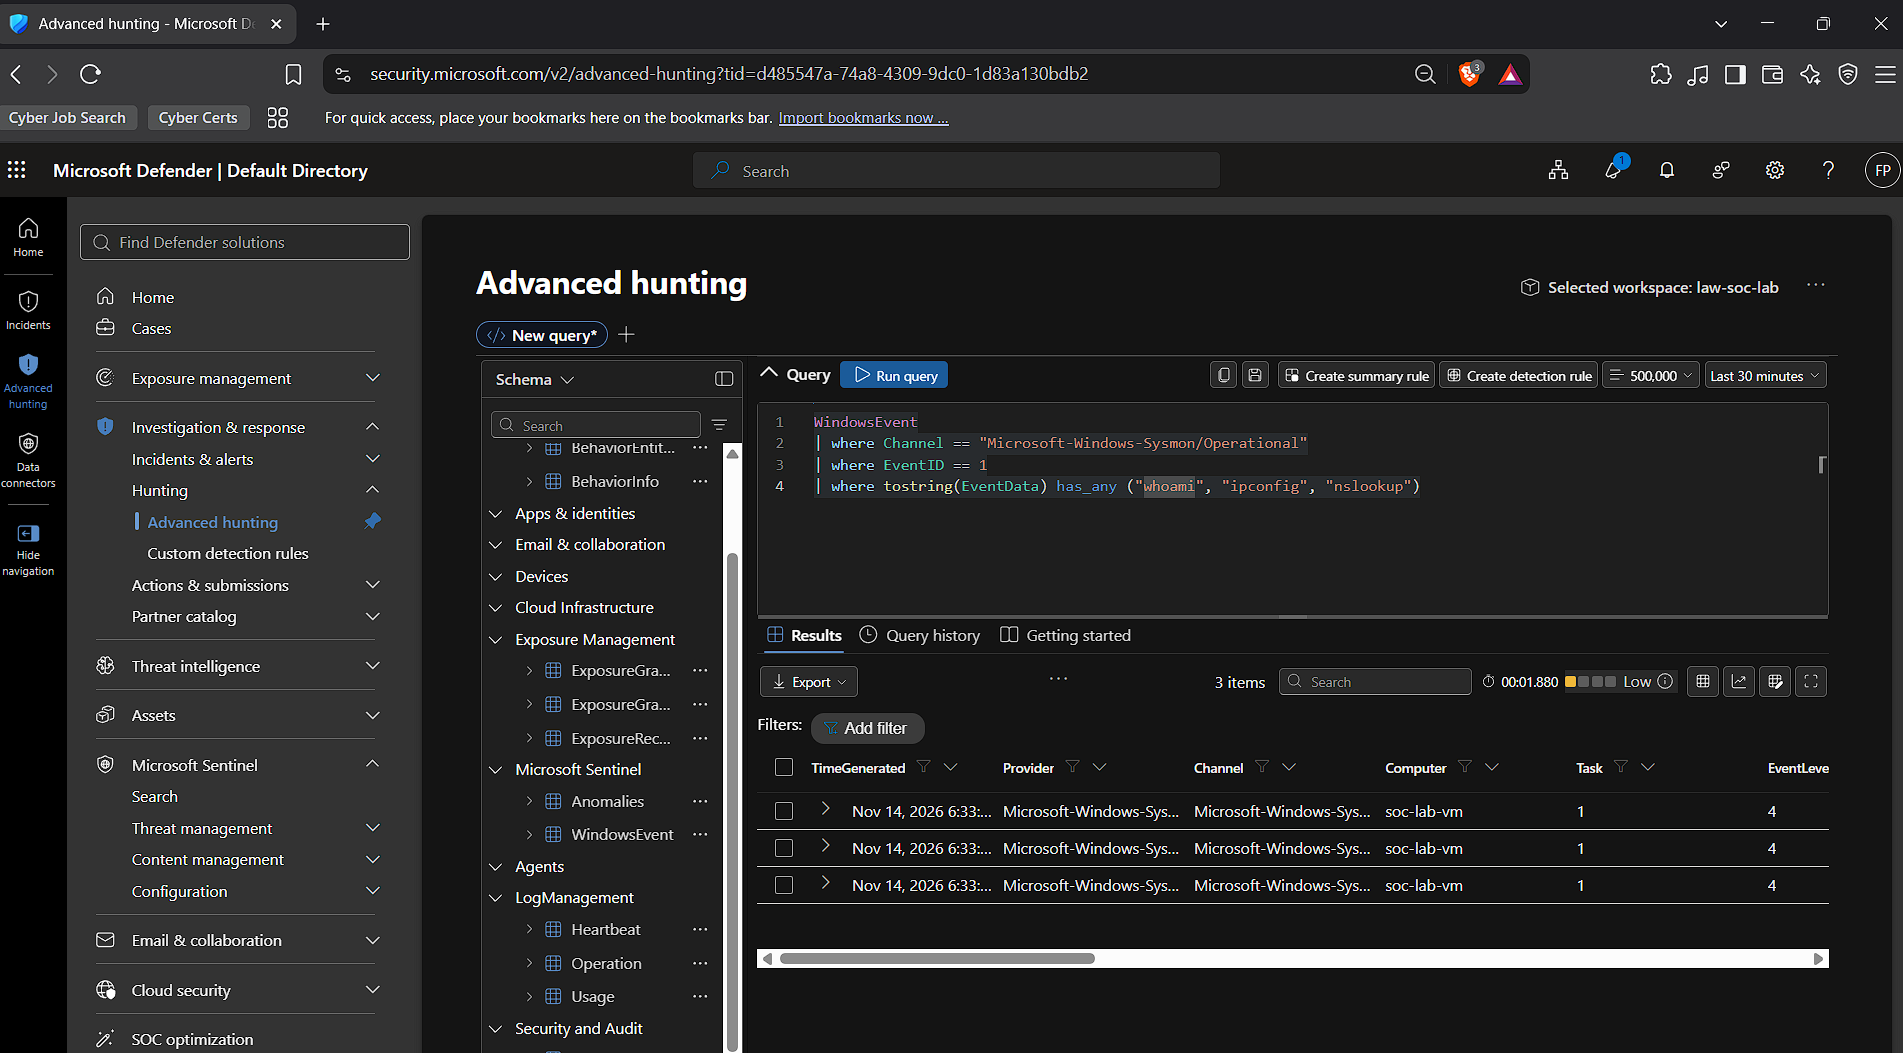 Advanced hunting - Microsoft De
security.microsoft.com/v2/advanced-hunting?tid=d485547a-74a8-4309-9dc0-1d83a130bdb2
3
Cyber Job Search
Cyber Certs
For quick access, place your bookmarks here on the bookmarks bar. Import bookmarks now ...
Microsoft Defender | Default Directory
Search
1
FP
Home
Incidents
Advanced
hunting
Data
connectors
Hide
navigation
Find Defender solutions
Home
Cases
Exposure management
Investigation & response
Incidents & alerts
Hunting
Advanced hunting
Custom detection rules
Actions & submissions
Partner catalog
Threat intelligence
Assets
Microsoft Sentinel
Search
Threat management
Content management
Configuration
Email & collaboration
Cloud security
SOC optimization
Advanced hunting
Selected workspace: law-soc-lab
</> New query*
Schema
Search
BehaviorEntit...
BehaviorInfo
Apps & identities
Email & collaboration
Devices
Cloud Infrastructure
Exposure Management
ExposureGra...
ExposureGra...
ExposureRec...
Microsoft Sentinel
Anomalies
WindowsEvent
Agents
LogManagement
Heartbeat
Operation
Usage
Security and Audit
Query
Run query
Create summary rule
Create detection rule
500,000
Last 30 minutes
1 WindowsEvent
2 | where Channel == "Microsoft-Windows-Sysmon/Operational"
3 | where EventID == 1
4 | where tostring(EventData) has_any ("whoami", "ipconfig", "nslookup")
Results
Query history
Getting started
Export
3 items
Search
00:01.880
Low
Filters:
Add filter
TimeGenerated Provider Channel Computer Task EventLeve
Nov 14, 2026 6:33:... Microsoft-Windows-Sys... Microsoft-Windows-Sys... soc-lab-vm 1 4
Nov 14, 2026 6:33:... Microsoft-Windows-Sys... Microsoft-Windows-Sys... soc-lab-vm 1 4
Nov 14, 2026 6:33:... Microsoft-Windows-Sys... Microsoft-Windows-Sys... soc-lab-vm 1 4